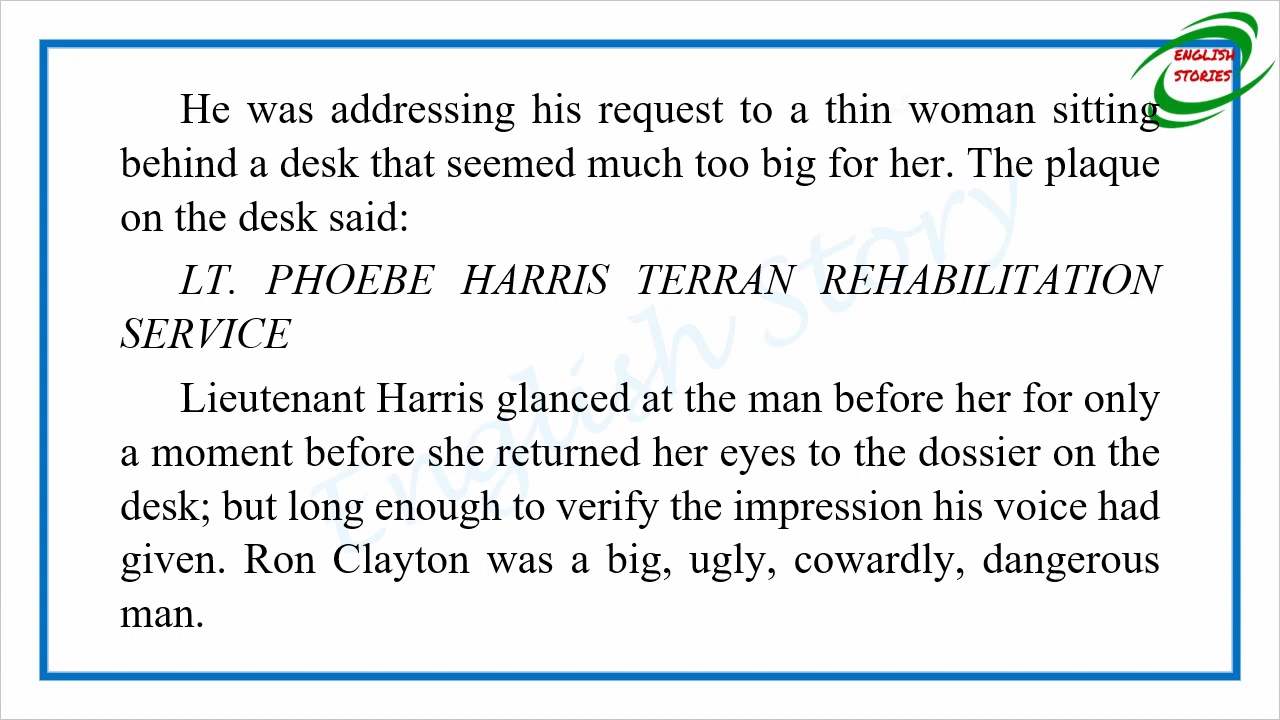 ENGLISH
STORIES
He was addressing his request to a thin woman sitting
behind a desk that seemed much too big for her. The plaque
on the desk said:
LT. PHOEBE HARRIS TERRAN REHABILITATION
SERVICE
Lieutenant Harris glanced at the man before her for only
a moment before she returned her eyes to the dossier on the
desk; but long enough to verify the impression his voice had
given. Ron Clayton was a big, ugly, cowardly, dangerous
man.
English Story